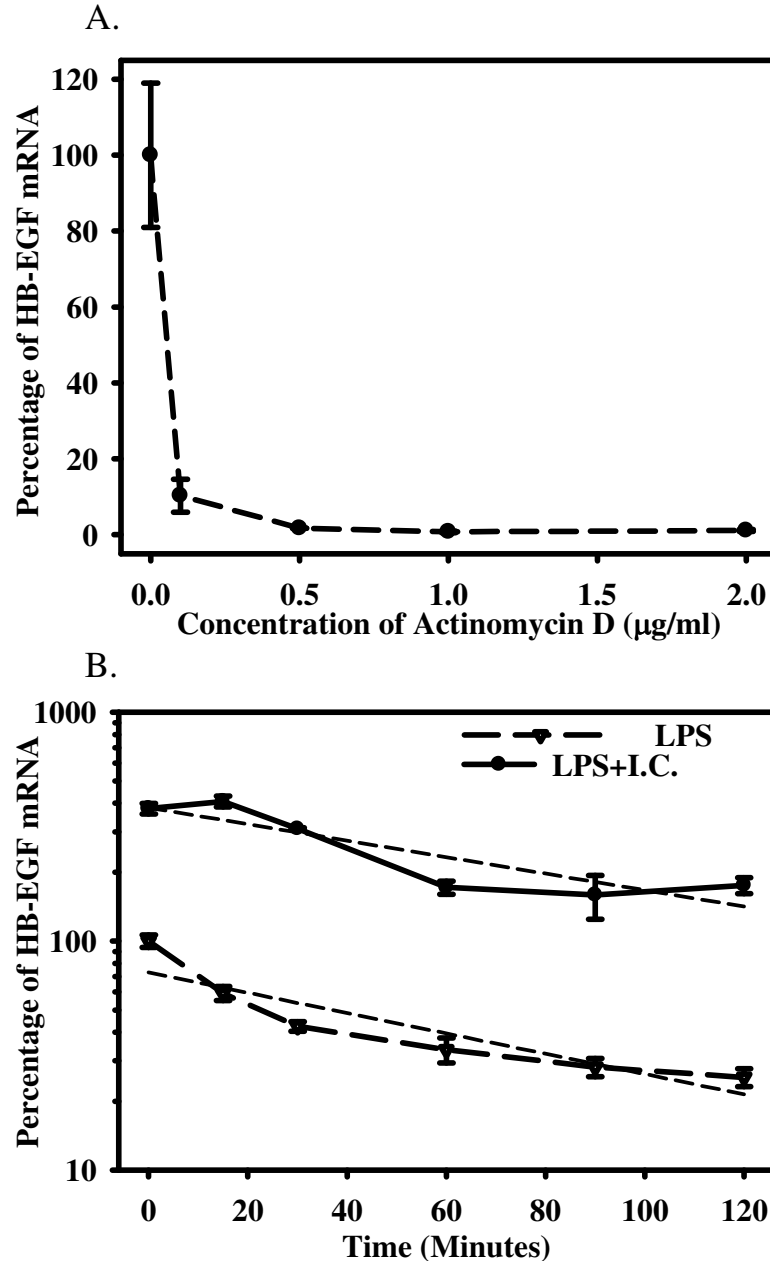 A.
120
100
80
60
40
20
0
Percentage of HB-EGF mRNA
0.0 0.5 1.0 1.5 2.0
Concentration of Actinomycin D (μg/ml)
B.
1000
100
10
Percentage of HB-EGF mRNA
LPS
LPS+I.C.
0 20 40 60 80 100 120
Time (Minutes)